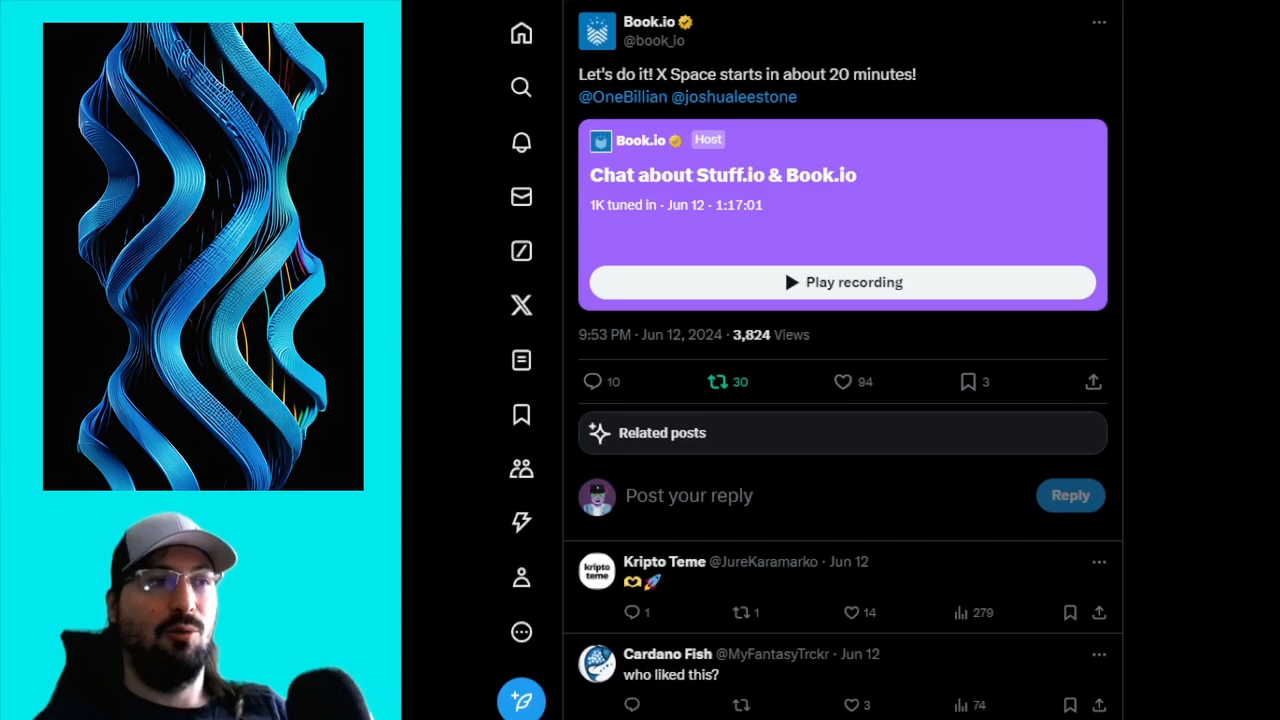 Book.io
@book_io
Let's do it! X Space starts in about 20 minutes!
@OneBillian @joshualeestone
Book.io Host
Chat about Stuff.io & Book.io
1K tuned in · Jun 12 · 1:17:01
Play recording
9:53 PM · Jun 12, 2024 · 3,824 Views
10 30 94 3
Related posts
Post your reply
Reply
kripto
teme
Kripto Teme @JureKaramarko · Jun 12
1 1 14 279
Cardano Fish @MyFantasyTrckr · Jun 12
who liked this?
3 74